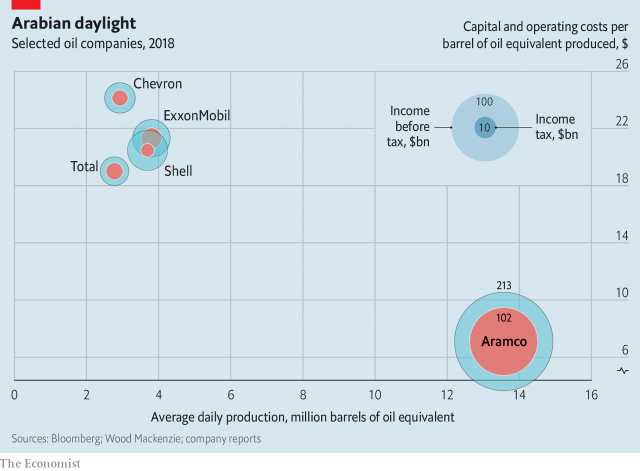 Arabian daylight
Selected oil companies, 2018
Capital and operating costs per
barrel of oil equivalent produced, $
26
22
18
14
10
6
Chevron
ExxonMobil
Total
Shell
Income
before
tax, $bn
100
10
Income
tax, $bn
213
102
Aramco
0
2
4
6
8
10
12
14
16
Average daily production, million barrels of oil equivalent
Sources: Bloomberg; Wood Mackenzie; company reports
The Economist